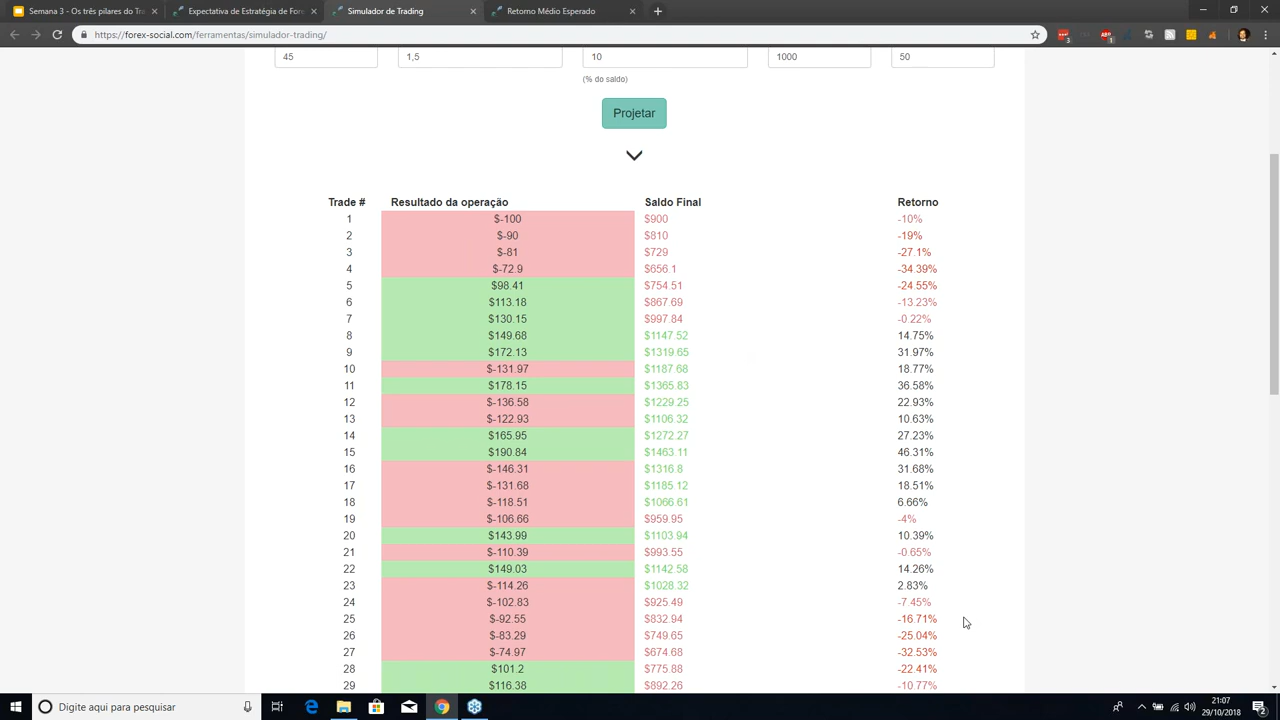 Semana 3 - Os três pilares do Tra
Expectativa de Estratégia de Fore
Simulador de Trading
Retorno Médio Esperado
https://forex-social.com/ferramentas/simulador-trading/
45 1,5 10 1000 50
(% do saldo)
Projetar
Trade # Resultado da operação Saldo Final Retorno
1 $-100 $900 -10%
2 $-90 $810 -19%
3 $-81 $729 -27.1%
4 $-72.9 $656.1 -34.39%
5 $98.41 $754.51 -24.55%
6 $113.18 $867.69 -13.23%
7 $130.15 $997.84 -0.22%
8 $149.68 $1147.52 14.75%
9 $172.13 $1319.65 31.97%
10 $-131.97 $1187.68 18.77%
11 $178.15 $1365.83 36.58%
12 $-136.58 $1229.25 22.93%
13 $-122.93 $1106.32 10.63%
14 $165.95 $1272.27 27.23%
15 $190.84 $1463.11 46.31%
16 $-146.31 $1316.8 31.68%
17 $-131.68 $1185.12 18.51%
18 $-118.51 $1066.61 6.66%
19 $-106.66 $959.95 -4%
20 $143.99 $1103.94 10.39%
21 $-110.39 $993.55 -0.65%
22 $149.03 $1142.58 14.26%
23 $-114.26 $1028.32 2.83%
24 $-102.83 $925.49 -7.45%
25 $-92.55 $832.94 -16.71%
26 $-83.29 $749.65 -25.04%
27 $-74.97 $674.68 -32.53%
28 $101.2 $775.88 -22.41%
29 $116.38 $892.26 -10.77%
Digite aqui para pesquisar
21:07
29/10/2018